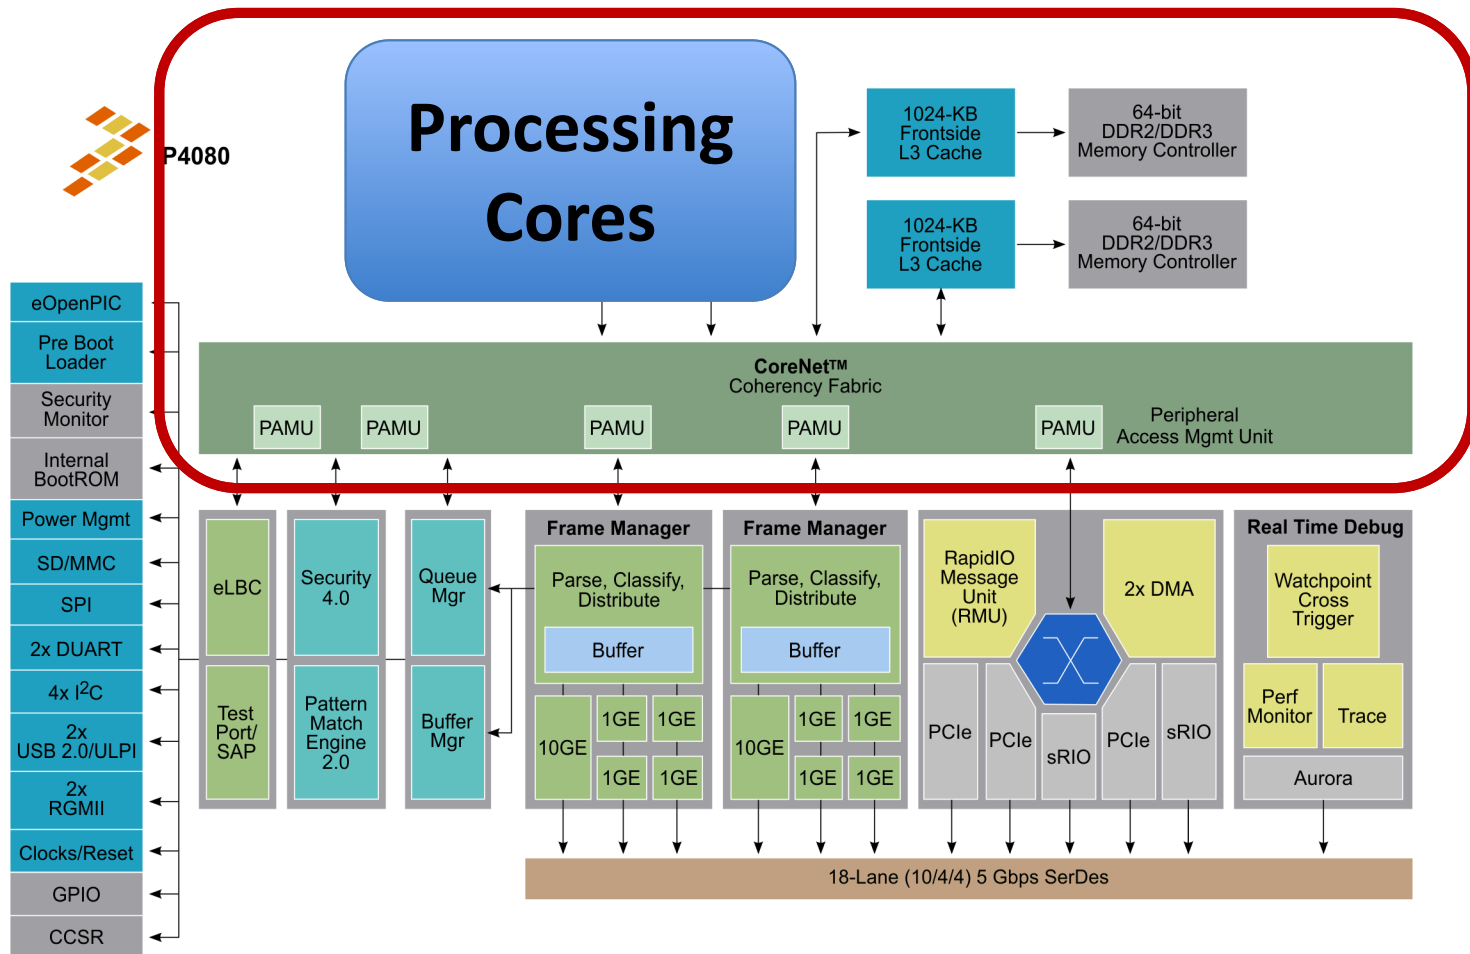 Processing
Cores
P4080
1024-KB
Frontside
L3 Cache
64-bit
DDR2/DDR3
Memory Controller
1024-KB
Frontside
L3 Cache
64-bit
DDR2/DDR3
Memory Controller
eOpenPIC
Pre Boot
Loader
Security
Monitor
Internal
BootROM
Power Mgmt
SD/MMC
SPI
2x DUART
4x I²C
2x
USB 2.0/ULPI
2x
RGMII
Clocks/Reset
GPIO
CCSR
CoreNet™
Coherency Fabric
PAMU
PAMU
PAMU
PAMU
PAMU
Peripheral
Access Mgmt Unit
eLBC
Test
Port/
SAP
Security
4.0
Pattern
Match
Engine
2.0
Queue
Mgr
Buffer
Mgr
Frame Manager
Parse, Classify,
Distribute
Buffer
10GE
1GE
1GE
1GE
1GE
Frame Manager
Parse, Classify,
Distribute
Buffer
10GE
1GE
1GE
1GE
1GE
RapidIO
Message
Unit
(RMU)
2x DMA
PCIe
PCIe
sRIO
PCIe
sRIO
Real Time Debug
Watchpoint
Cross
Trigger
Perf
Monitor
Trace
Aurora
18-Lane (10/4/4) 5 Gbps SerDes